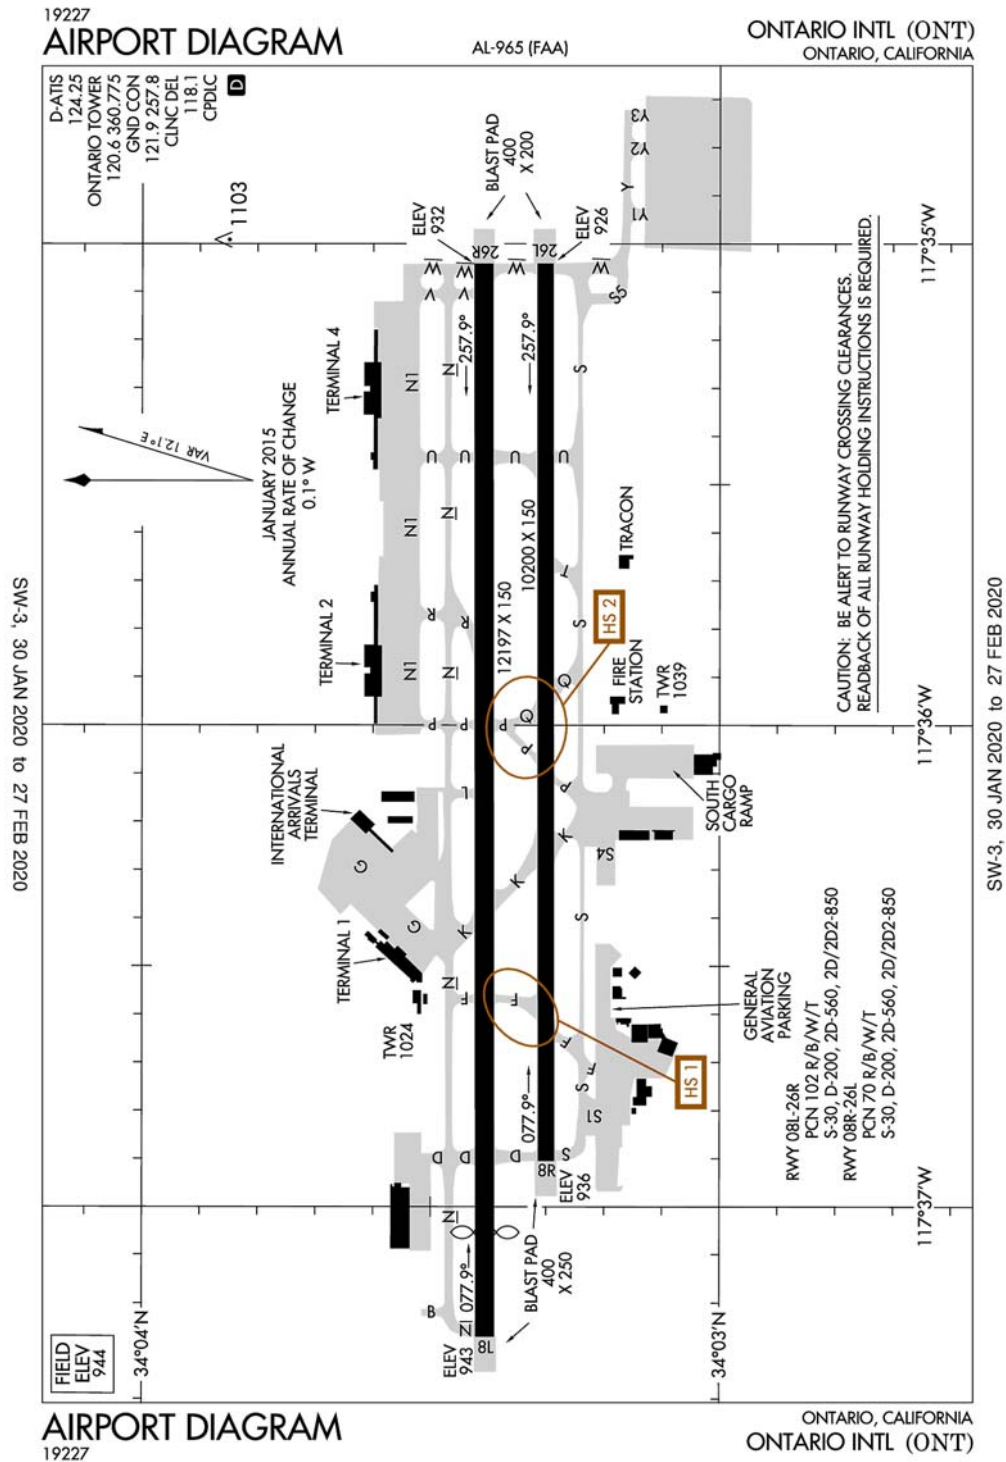 19227
AIRPORT DIAGRAM
AL-965 (FAA)
ONTARIO INTL (ONT)
ONTARIO, CALIFORNIA
D-ATIS
124.25
ONTARIO TOWER
120.6 360.775
GND CON
121.9 257.8
CLNC DEL
118.1
CPDLC
D
1103
VAR 12.1° E
JANUARY 2015
ANNUAL RATE OF CHANGE
0.1° W
BLAST PAD
400
X 200
ELEV
932
26R
26L
ELEV
926
W
W
W
W
V
V
S5
Y
Y1
Y2
Y3
257.9°
257.9°
TERMINAL 4
N1
N
S
U
U
U
U
10200 X 150
12197 X 150
N1
N
T
TRACON
TERMINAL 2
R
R
S
HS 2
N1
N
Q
Q
FIRE
STATION
TWR
1039
P
P
P
P
P
INTERNATIONAL
ARRIVALS
TERMINAL
L
K
K
K
S4
SOUTH
CARGO
RAMP
G
G
TERMINAL 1
N
S
TWR
1024
F
F
F
F
GENERAL
AVIATION
PARKING
HS 1
077.9°
S
S1
D
D
D
S
8R
ELEV
936
N
077.9°
BLAST PAD
400
X 250
B
N
ELEV
943
8L
FIELD
ELEV
944
34°04'N
34°03'N
117°35'W
117°36'W
117°37'W
CAUTION: BE ALERT TO RUNWAY CROSSING CLEARANCES.
READBACK OF ALL RUNWAY HOLDING INSTRUCTIONS IS REQUIRED.
RWY 08L-26R
PCN 102 R/B/W/T
S-30, D-200, 2D-560, 2D/2D2-850
RWY 08R-26L
PCN 70 R/B/W/T
S-30, D-200, 2D-560, 2D/2D2-850
SW-3, 30 JAN 2020 to 27 FEB 2020
SW-3, 30 JAN 2020 to 27 FEB 2020
AIRPORT DIAGRAM
19227
ONTARIO, CALIFORNIA
ONTARIO INTL (ONT)